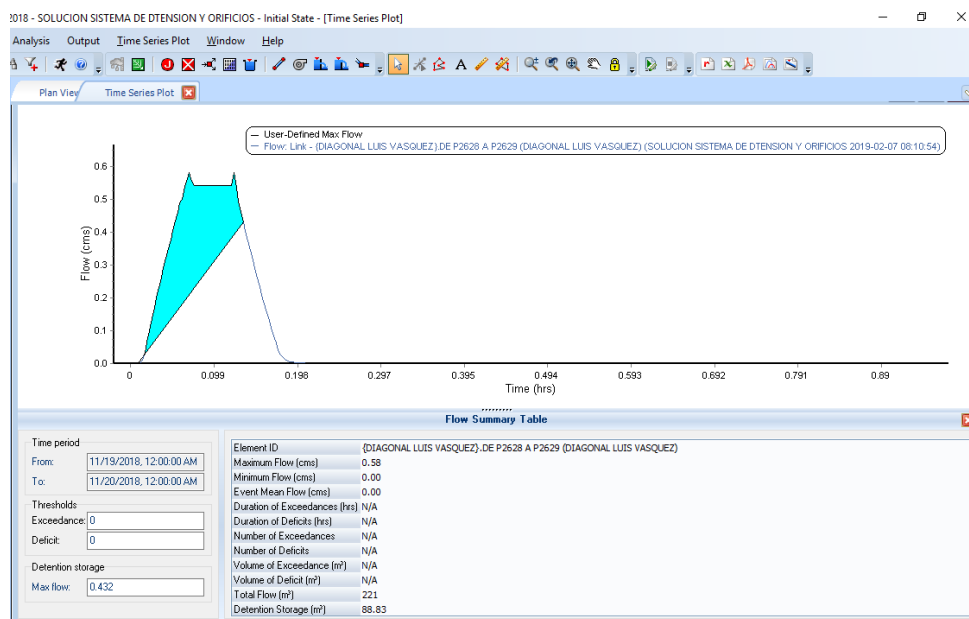 2018 - SOLUCION SISTEMA DE DTENSION Y ORIFICIOS - Initial State - [Time Series Plot]
Analysis Output Time Series Plot Window Help
Plan View Time Series Plot
User-Defined Max Flow
Flow: Link - {DIAGONAL LUIS VASQUEZ}.DE P2628 A P2629 (DIAGONAL LUIS VASQUEZ) (SOLUCION SISTEMA DE DTENSION Y ORIFICIOS 2019-02-07 08:10:54)
0.6
0.5
0.4
0.3
0.2
0.1
0.0
Flow (cms)
0 0.099 0.198 0.297 0.395 0.494 0.593 0.692 0.791 0.89
Time (hrs)
Flow Summary Table
Time period
From: 11/19/2018, 12:00:00 AM
To: 11/20/2018, 12:00:00 AM
Thresholds
Exceedance: 0
Deficit: 0
Detention storage
Max flow: 0.432
Element ID {DIAGONAL LUIS VASQUEZ}.DE P2628 A P2629 (DIAGONAL LUIS VASQUEZ)
Maximum Flow (cms) 0.58
Minimum Flow (cms) 0.00
Event Mean Flow (cms) 0.00
Duration of Exceedances (hrs) N/A
Duration of Deficits (hrs) N/A
Number of Exceedances N/A
Number of Deficits N/A
Volume of Exceedance (m³) N/A
Volume of Deficit (m³) N/A
Total Flow (m³) 221
Detention Storage (m³) 88.83